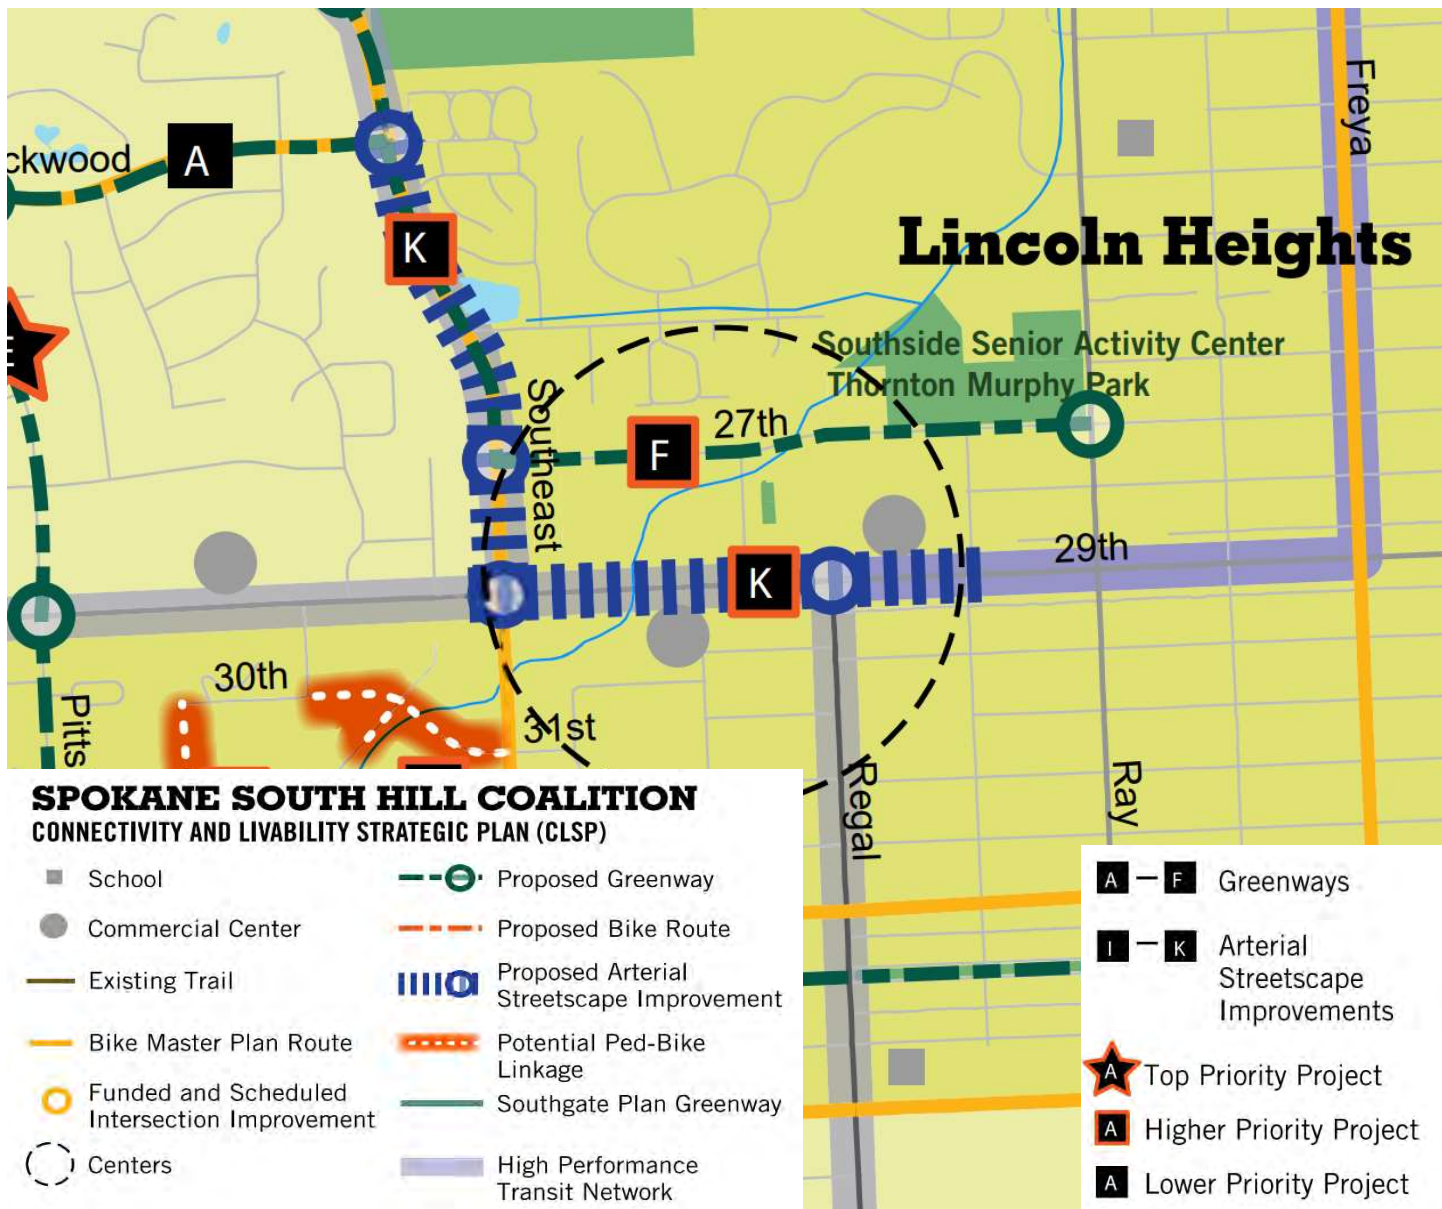 Freya
ckwood
A
K
Lincoln Heights
E
Southside Senior Activity Center
Thornton Murphy Park
Southeast
27th
F
29th
K
30th
31st
Pitts
Regal
Ray
SPOKANE SOUTH HILL COALITION
CONNECTIVITY AND LIVABILITY STRATEGIC PLAN (CLSP)
School
Commercial Center
Existing Trail
Bike Master Plan Route
Funded and Scheduled
Intersection Improvement
Centers
Proposed Greenway
Proposed Bike Route
Proposed Arterial
Streetscape Improvement
Potential Ped-Bike
Linkage
Southgate Plan Greenway
High Performance
Transit Network
A – F Greenways
I – K Arterial
Streetscape
Improvements
A Top Priority Project
A Higher Priority Project
A Lower Priority Project